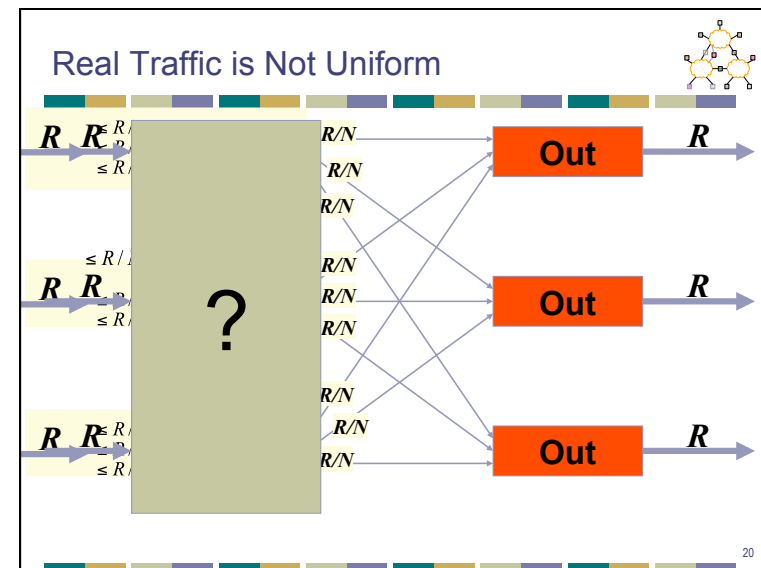 Real Traffic is Not Uniform
R R ≤ R/ R/N Out R
≤ R/ R/N
R/N
≤ R/
R R R/N Out R
≤ R/ R/N
R/N
?
R/N
R R ≤ R/ R/N Out R
≤ R/ R/N
20